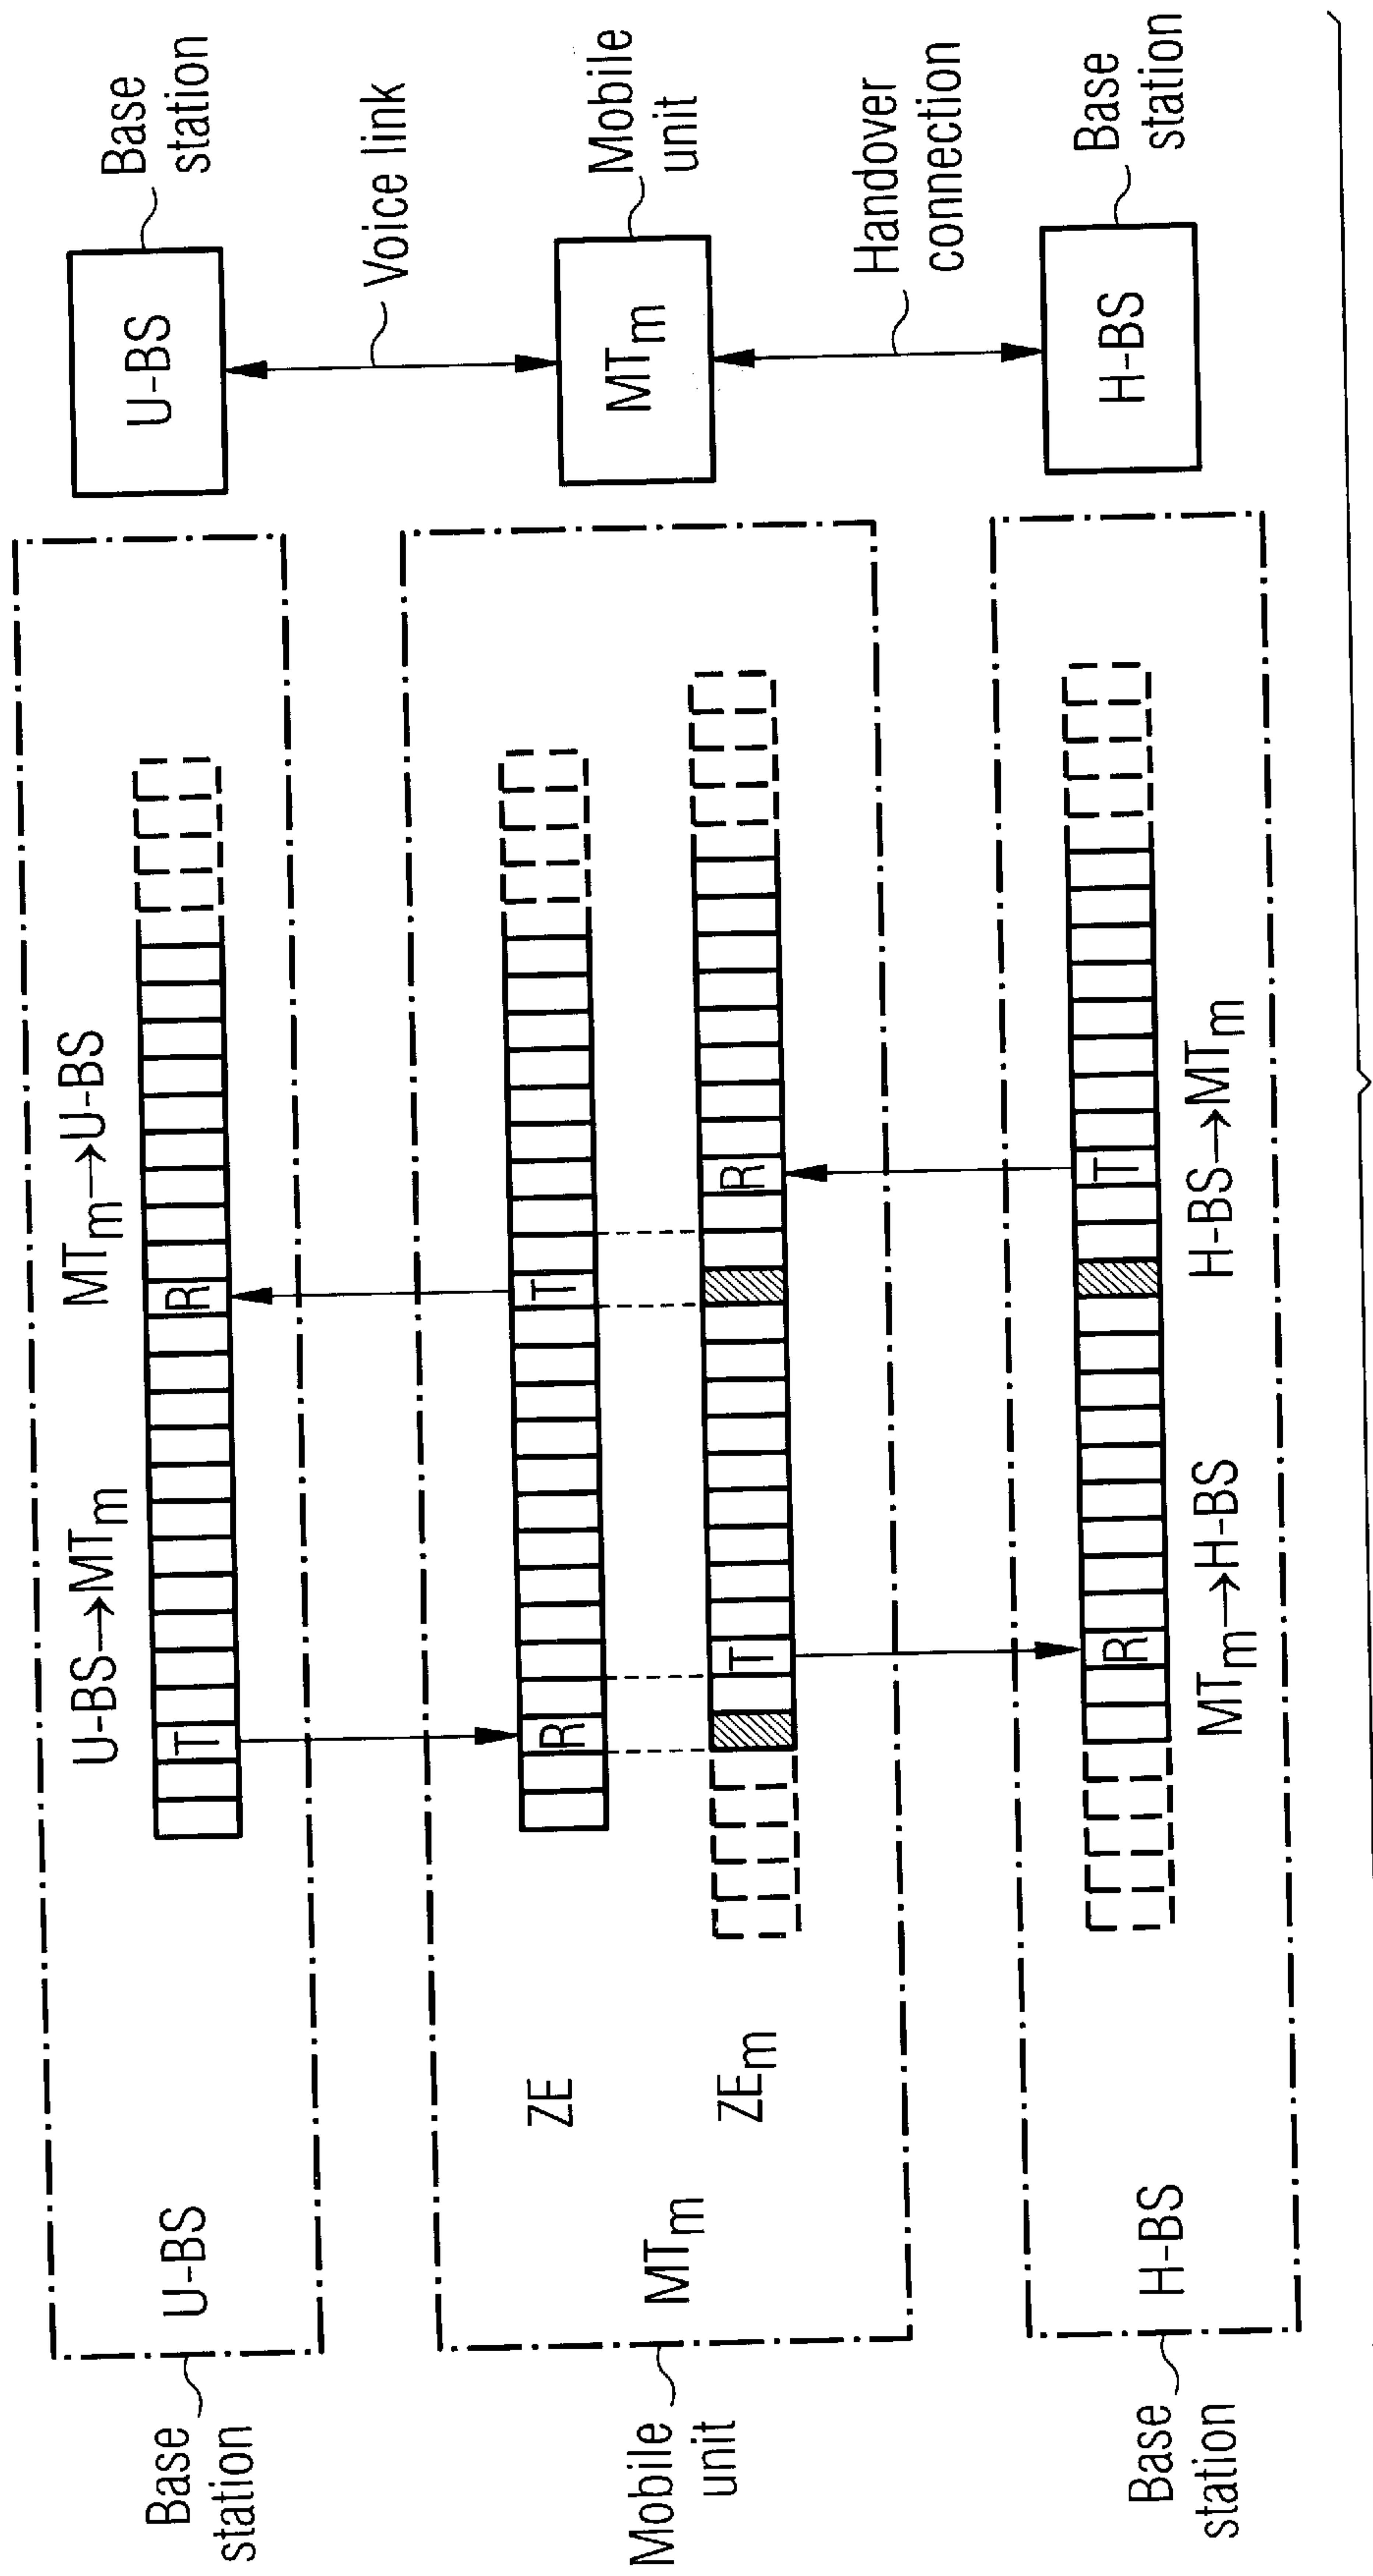 Base
station
U-BS
U-BS→MTm
MTm→U-BS
T
R
U-BS
Base
station
Voice link
Mobile
unit
MTm
ZE
R
T
ZEm
T
R
MTm
Mobile
unit
Handover
connection
Base
station
H-BS
R
T
MTm→H-BS
H-BS→MTm
H-BS
Base
station